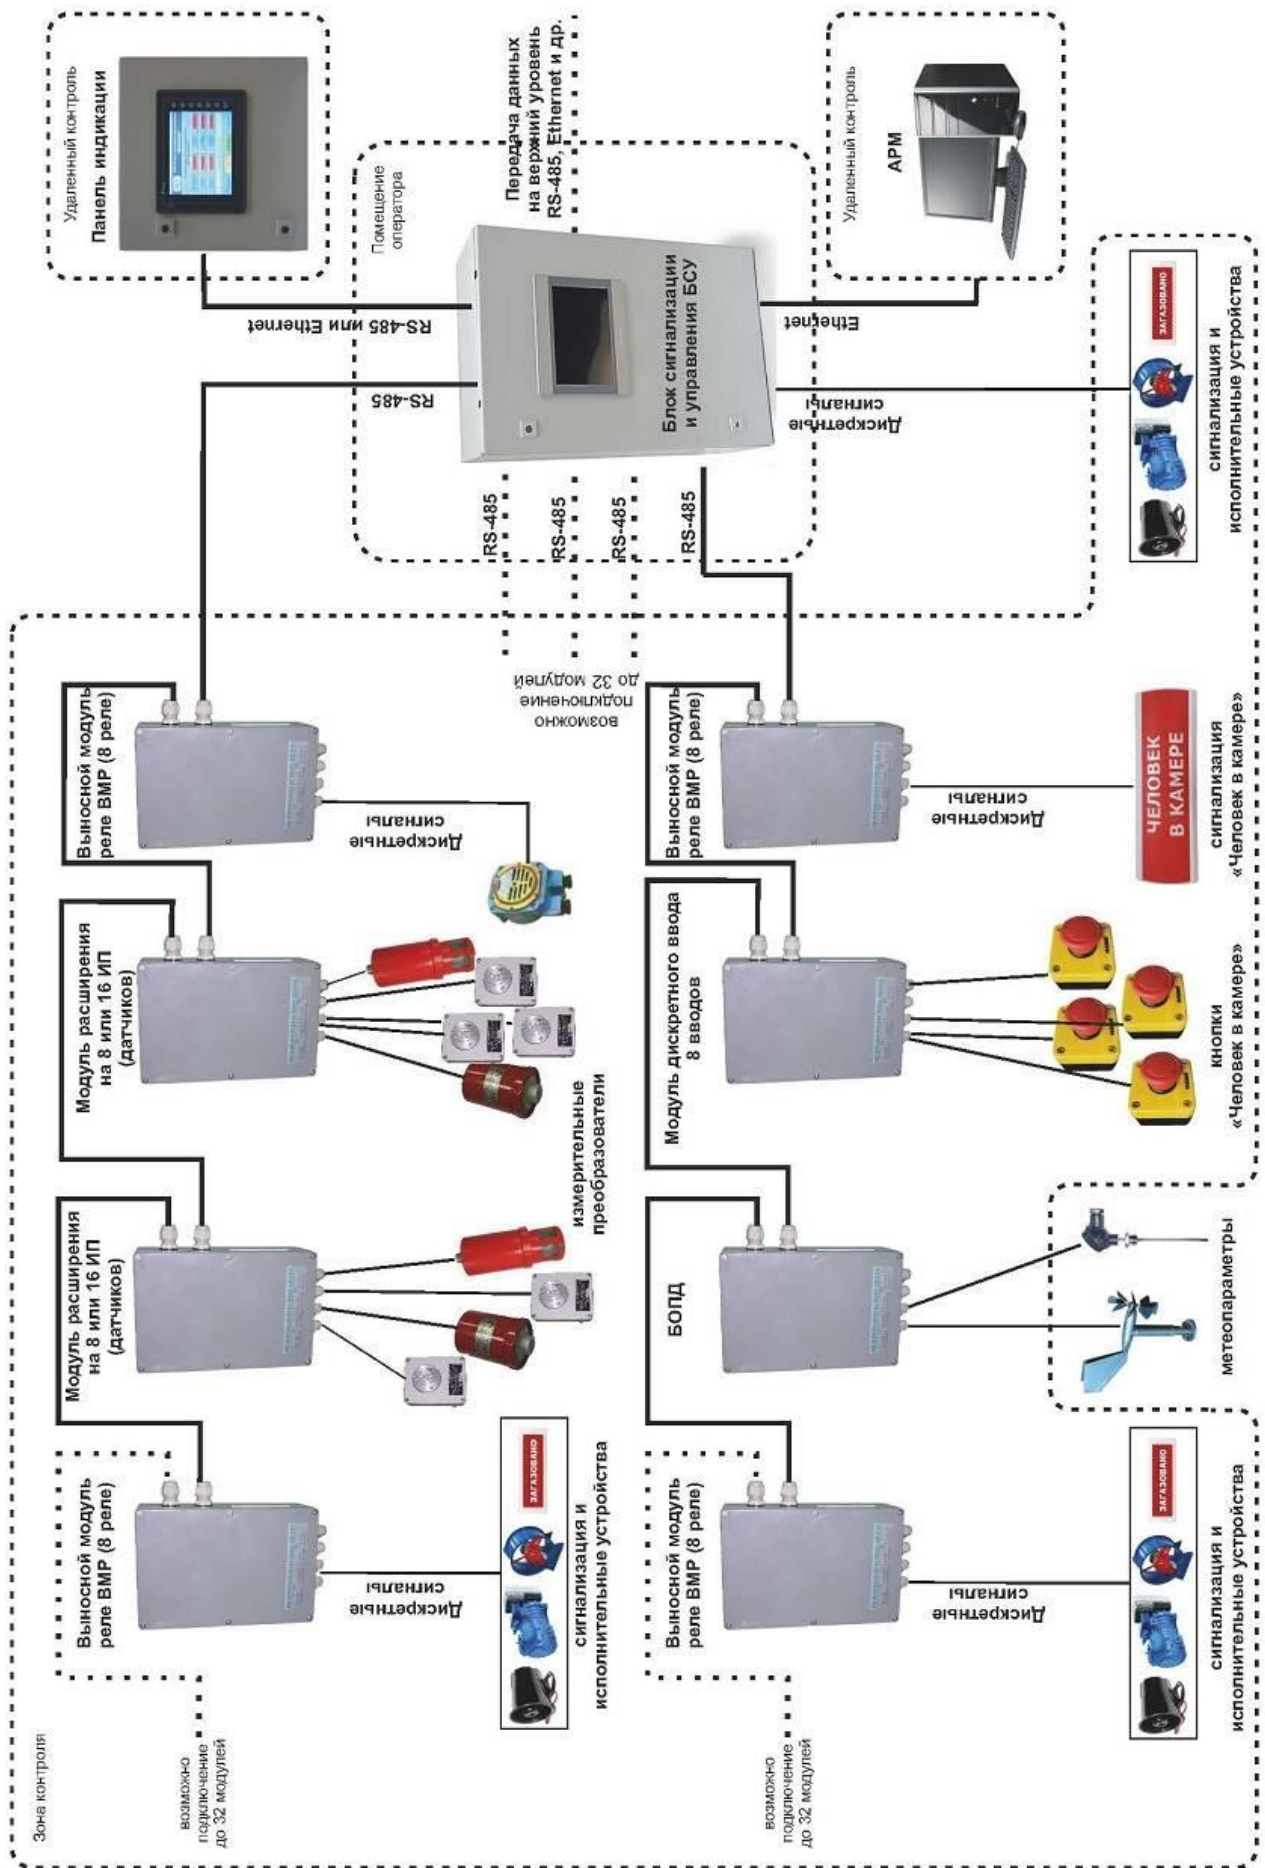 Зона контроля
возможно
подключение
до 32 модулей
Выносной модуль
реле ВМР (8 реле)
Дискретные
сигналы
ЗАГАЗОВАНО
сигнализация и
исполнительные устройства
Модуль расширения
на 8 или 16 ИП
(датчиков)
Модуль расширения
на 8 или 16 ИП
(датчиков)
измерительные
преобразователи
Выносной модуль
реле ВМР (8 реле)
Дискретные
сигналы
RS-485
RS-485 или Ethernet
Удаленный контроль
Панель индикации
Помещение
оператора
Передача данных
на верхний уровень
RS-485, Ethernet и др.
Блок сигнализации
и управления БСУ
RS-485
RS-485
RS-485
RS-485
возможно
подключение
до 32 модулей
Ethernet
Удаленный контроль
АРМ
Дискретные
сигналы
ЗАГАЗОВАНО
сигнализация и
исполнительные устройства
возможно
подключение
до 32 модулей
Выносной модуль
реле ВМР (8 реле)
Дискретные
сигналы
ЗАГАЗОВАНО
сигнализация и
исполнительные устройства
БОПД
метеопараметры
Модуль дискретного ввода
8 вводов
кнопки
«Человек в камере»
Выносной модуль
реле ВМР (8 реле)
Дискретные
сигналы
ЧЕЛОВЕК
В КАМЕРЕ
сигнализация
«Человек в камере»